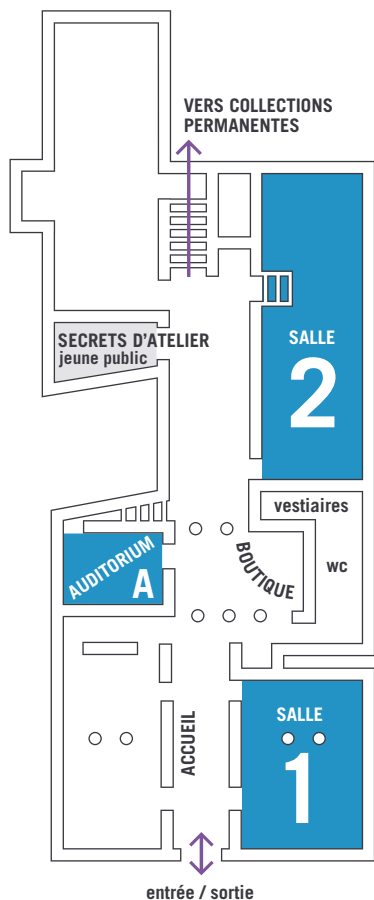 VERS COLLECTIONS
PERMANENTES
SECRETS D'ATELIER
jeune public
SALLE
2
vestiaires
wc
BOUTIQUE
AUDITORIUM
A
ACCUEIL
SALLE
1
entrée / sortie